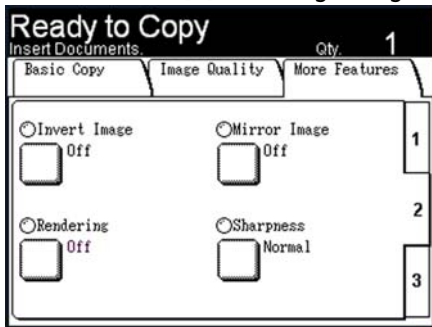 Ready to Copy
Insert Documents. Qty. 1
Basic Copy Image Quality More Features
Invert Image Mirror Image
Off Off
1
2
Rendering Sharpness
Off Normal
3